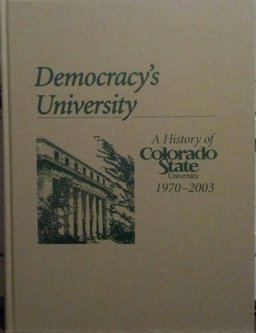 Democracy's
University
A History of
Colorado
State
University
1970–2003